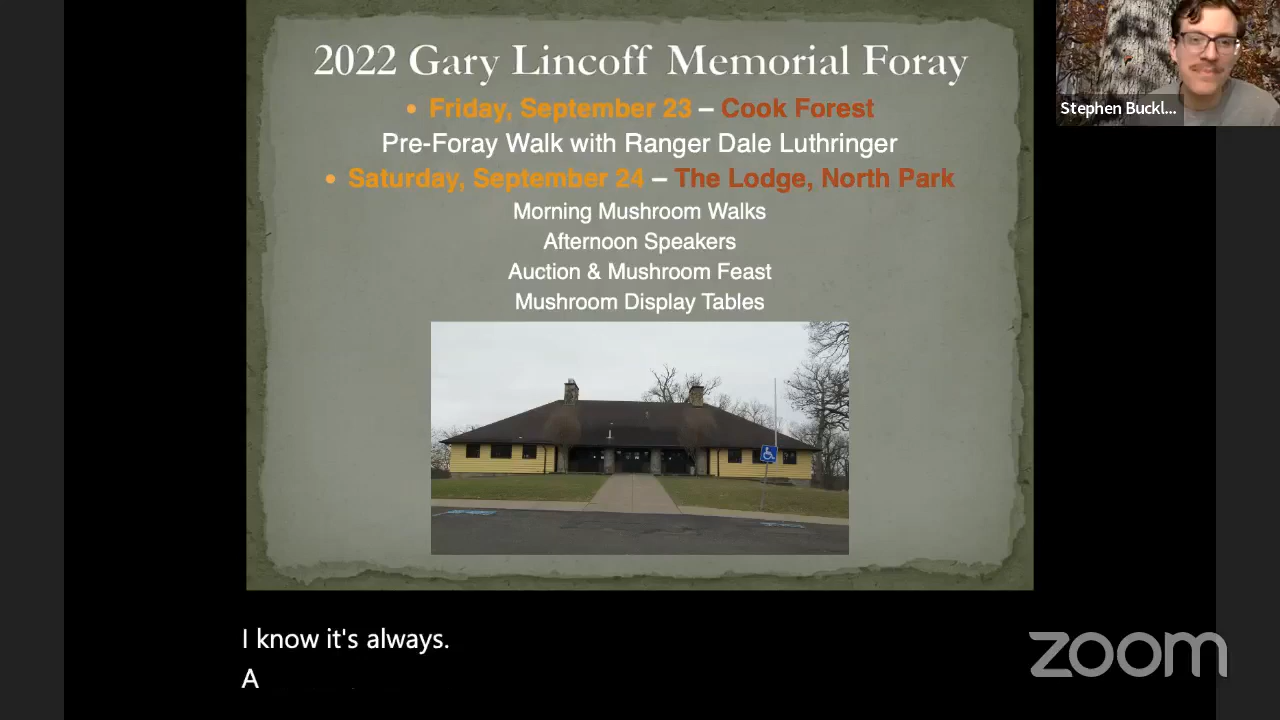 2022 Gary Lincoff Memorial Foray
• Friday, September 23 – Cook Forest
Pre-Foray Walk with Ranger Dale Luthringer
• Saturday, September 24 – The Lodge, North Park
Morning Mushroom Walks
Afternoon Speakers
Auction & Mushroom Feast
Mushroom Display Tables
Stephen Buckl...
I know it's always.
A
zoom